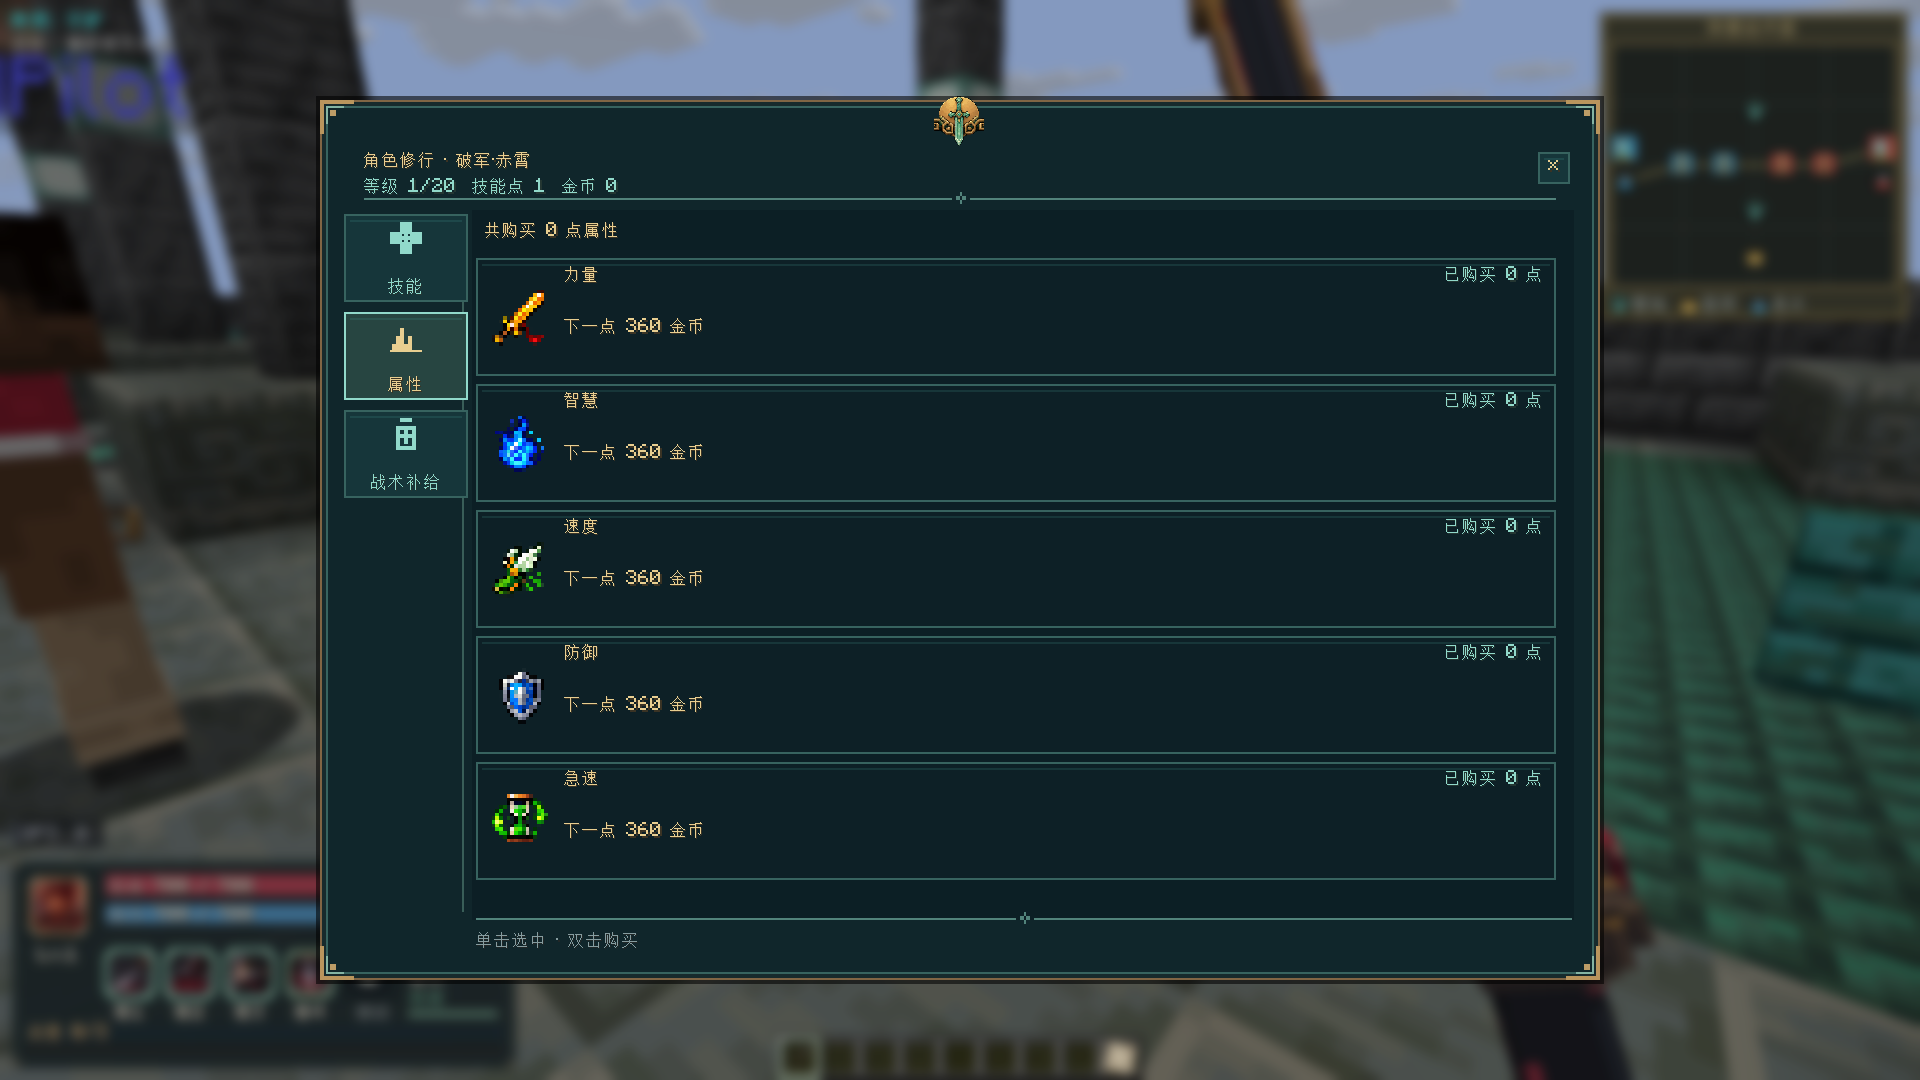 Pilot
角色修行 · 破军·赤霄
等级 1/20 技能点 1 金币 0
技能
属性
战术补给
共购买 0 点属性
力量 已购买 0 点
下一点 360 金币
智慧 已购买 0 点
下一点 360 金币
速度 已购买 0 点
下一点 360 金币
防御 已购买 0 点
下一点 360 金币
急速 已购买 0 点
下一点 360 金币
单击选中 · 双击购买